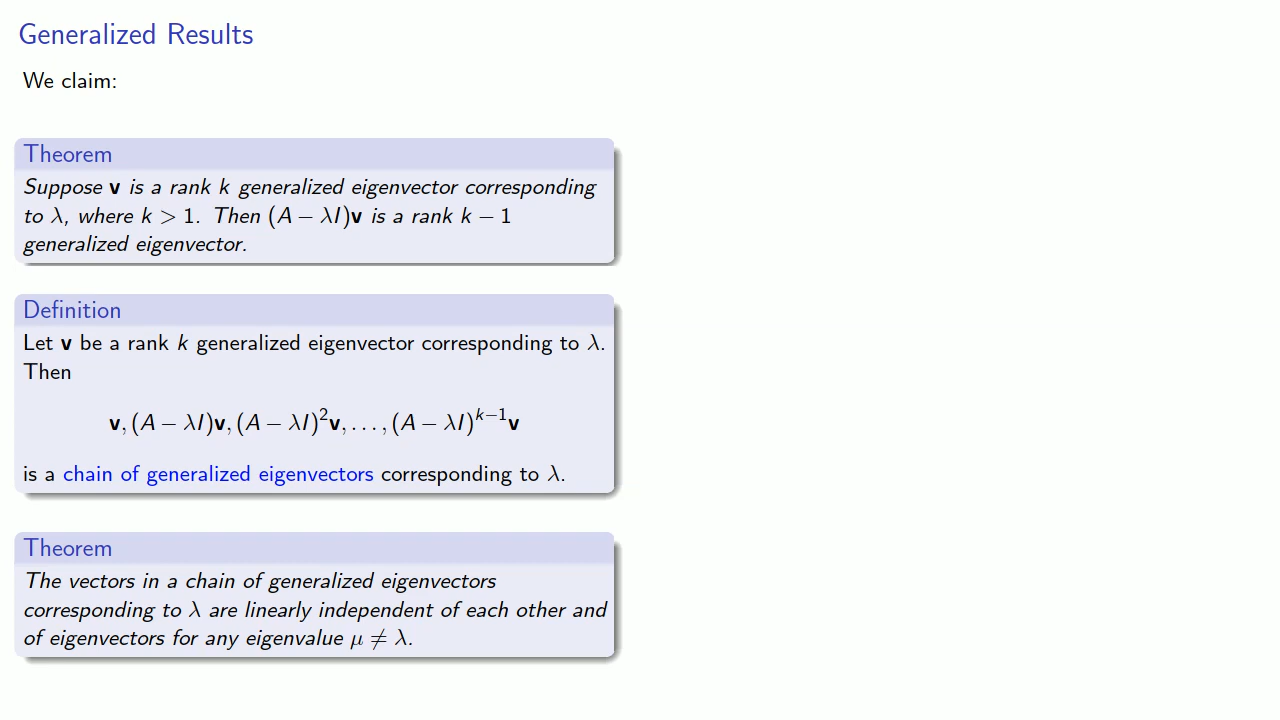 Generalized Results
We claim:
Theorem
Suppose v is a rank k generalized eigenvector corresponding
to λ, where k > 1. Then (A − λI)v is a rank k − 1
generalized eigenvector.
Definition
Let v be a rank k generalized eigenvector corresponding to λ.
Then
v, (A − λI)v, (A − λI)²v, . . . , (A − λI)ᵏ⁻¹v
is a chain of generalized eigenvectors corresponding to λ.
Theorem
The vectors in a chain of generalized eigenvectors
corresponding to λ are linearly independent of each other and
of eigenvectors for any eigenvalue μ ≠ λ.